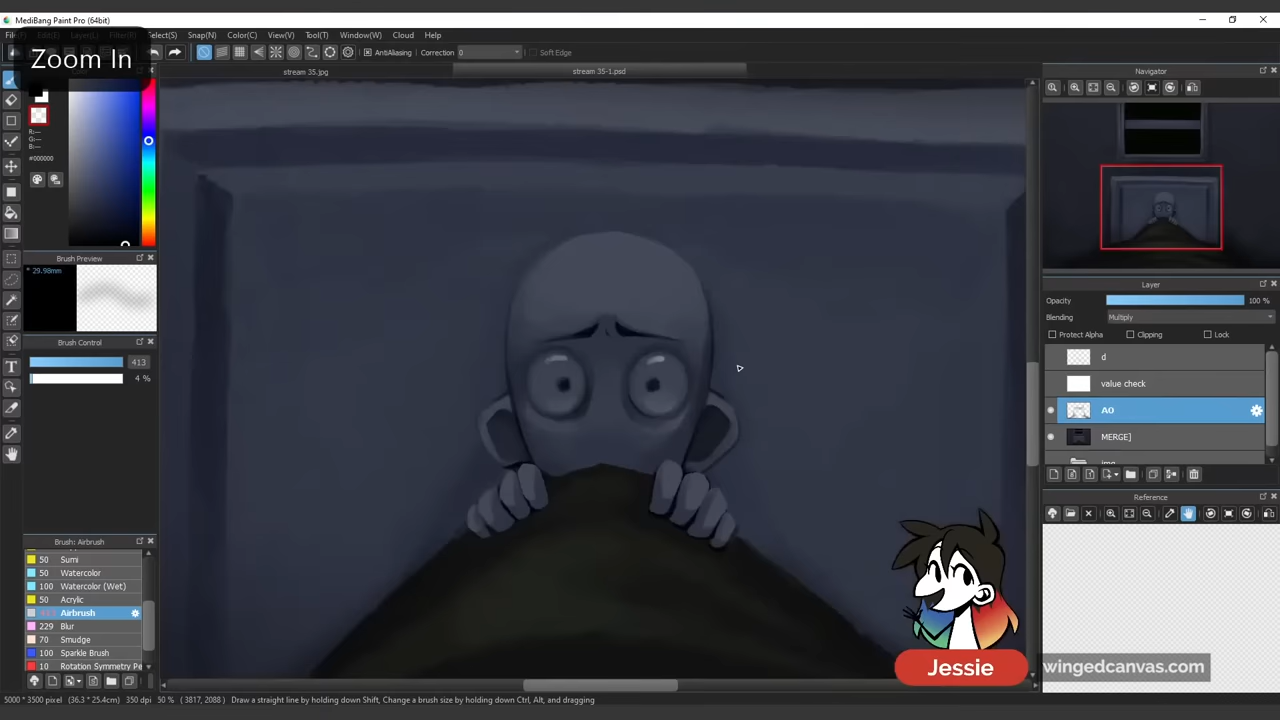 MediBang Paint Pro (64bit)
Select(S) Snap(N) Color(C) View(V) Tool(T) Window(W) Cloud Help
Zoom In
AntiAliasing Correction 0 Soft Edge
stream 35.jpg stream 35-1.psd
Navigator
R:---
G:---
B:---
#000000
Brush Preview
* 29.98mm
Brush Control
413
4 %
Brush: Airbrush
50 Sumi
50 Watercolor
100 Watercolor (Wet)
50 Acrylic
Airbrush
229 Blur
70 Smudge
100 Sparkle Brush
10 Rotation Symmetry Pe
Layer
Opacity 100 %
Blending Multiply
Protect Alpha Clipping Lock
d
value check
AO
MERGE]
Reference
Jessie
wingedcanvas.com
5000 * 3500 pixel (36.3 * 25.4cm) 350 dpi 50 % ( 3817, 2088 ) Draw a straight line by holding down Shift, Change a brush size by holding down Ctrl, Alt, and dragging